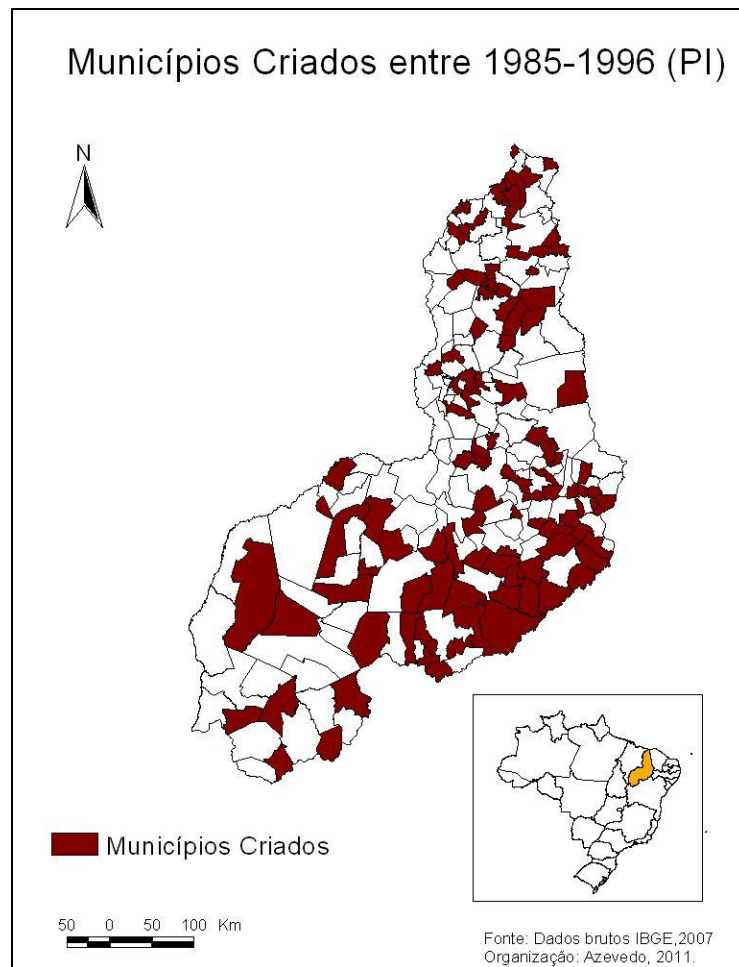 Municípios Criados entre 1985-1996 (PI)
N
Municípios Criados
50 0 50 100 Km
Fonte: Dados brutos IBGE,2007
Organização: Azevedo, 2011.